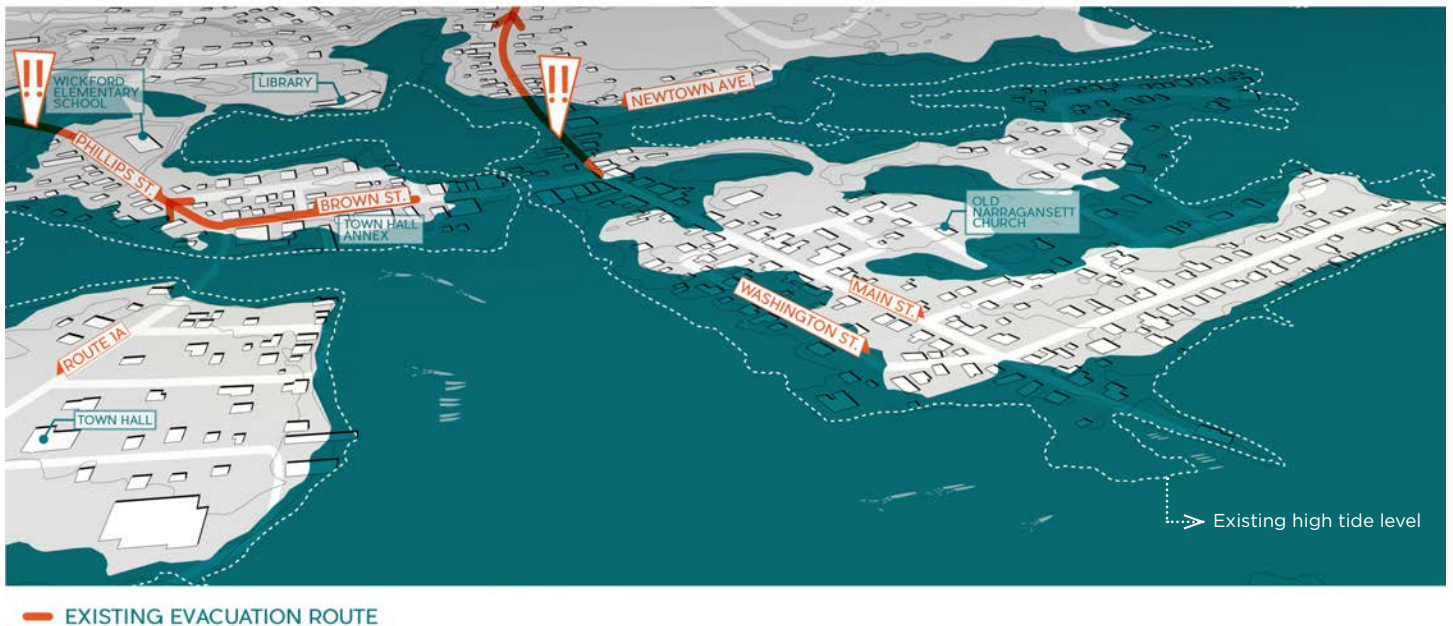 !!
!!
WICKFORD
ELEMENTARY
SCHOOL
LIBRARY
NEWTOWN AVE.
PHILLIPS ST.
BROWN ST.
TOWN HALL
ANNEX
OLD
NARRAGANSETT
CHURCH
MAIN ST.
WASHINGTON ST.
ROUTE 1A
TOWN HALL
Existing high tide level
EXISTING EVACUATION ROUTE